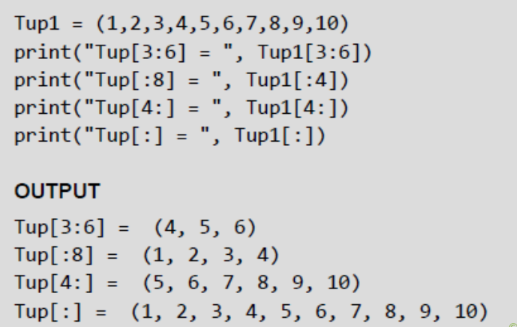 Tup1 = (1,2,3,4,5,6,7,8,9,10)
print("Tup[3:6] = ", Tup1[3:6])
print("Tup[:8] = ", Tup1[:4])
print("Tup[4:] = ", Tup1[4:])
print("Tup[:] = ", Tup1[:])
OUTPUT
Tup[3:6] =  (4, 5, 6)
Tup[:8] =  (1, 2, 3, 4)
Tup[4:] =  (5, 6, 7, 8, 9, 10)
Tup[:] =  (1, 2, 3, 4, 5, 6, 7, 8, 9, 10)